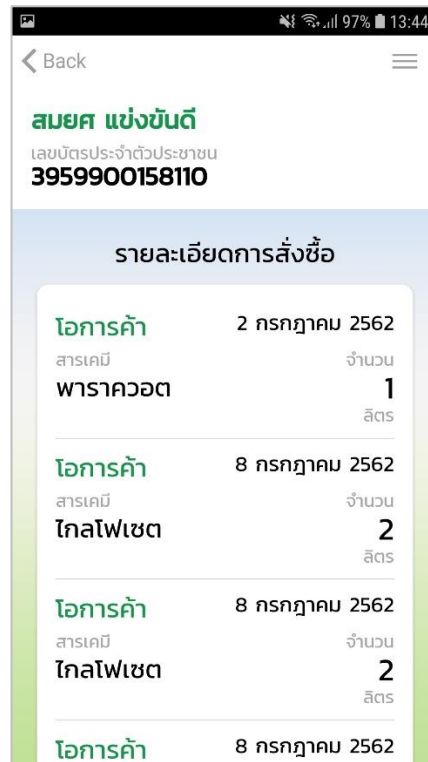 97% 13:44
Back
สมยศ แข่งขันดี
เลขบัตรประจำตัวประชาชน
3959900158110
รายละเอียดการสั่งซื้อ
โอการค้า 2 กรกฎาคม 2562
สารเคมี จำนวน
พาราควอต 1
ลิตร
โอการค้า 8 กรกฎาคม 2562
สารเคมี จำนวน
ไกลโฟเซต 2
ลิตร
โอการค้า 8 กรกฎาคม 2562
สารเคมี จำนวน
ไกลโฟเซต 2
ลิตร
โอการค้า 8 กรกฎาคม 2562